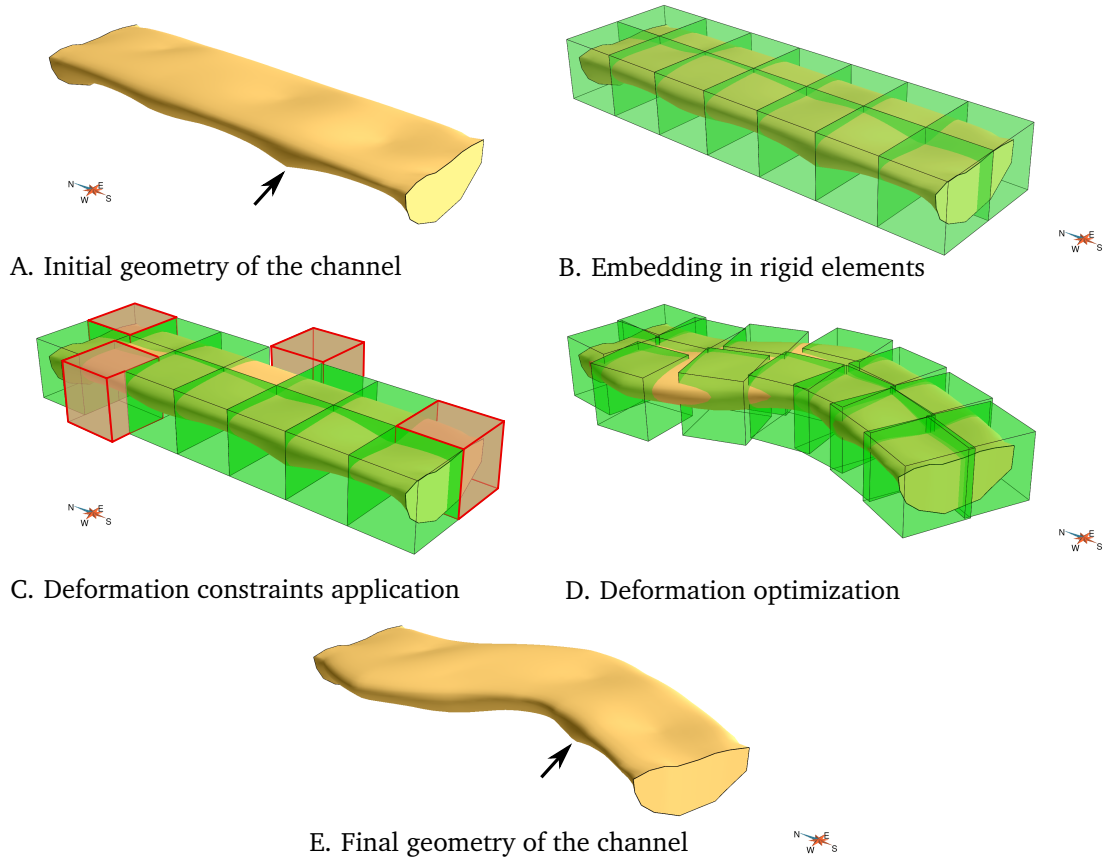 N E
W S
A. Initial geometry of the channel
N E
W S
B. Embedding in rigid elements
N E
W S
C. Deformation constraints application
N E
W S
D. Deformation optimization
N E
W S
E. Final geometry of the channel